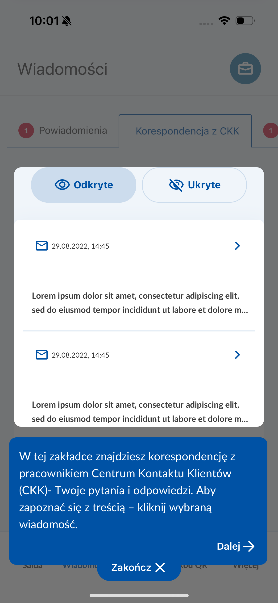 10:01
Wiadomości
1 Powiadomienia
Korespondencja z CKK
1
Odkryte
Ukryte
29.08.2022, 14:45
Lorem ipsum dolor sit amet, consectetur adipiscing elit,
sed do eiusmod tempor incididunt ut labore et dolore m...
29.08.2022, 14:45
Lorem ipsum dolor sit amet, consectetur adipiscing elit,
sed do eiusmod tempor incididunt ut labore et dolore m...
W tej zakładce znajdziesz korespondencję z
pracownikiem Centrum Kontaktu Klientów
(CKK)- Twoje pytania i odpowiedzi. Aby
zapoznać się z treścią – kliknij wybraną
wiadomość.
Dalej
Zakończ
QR